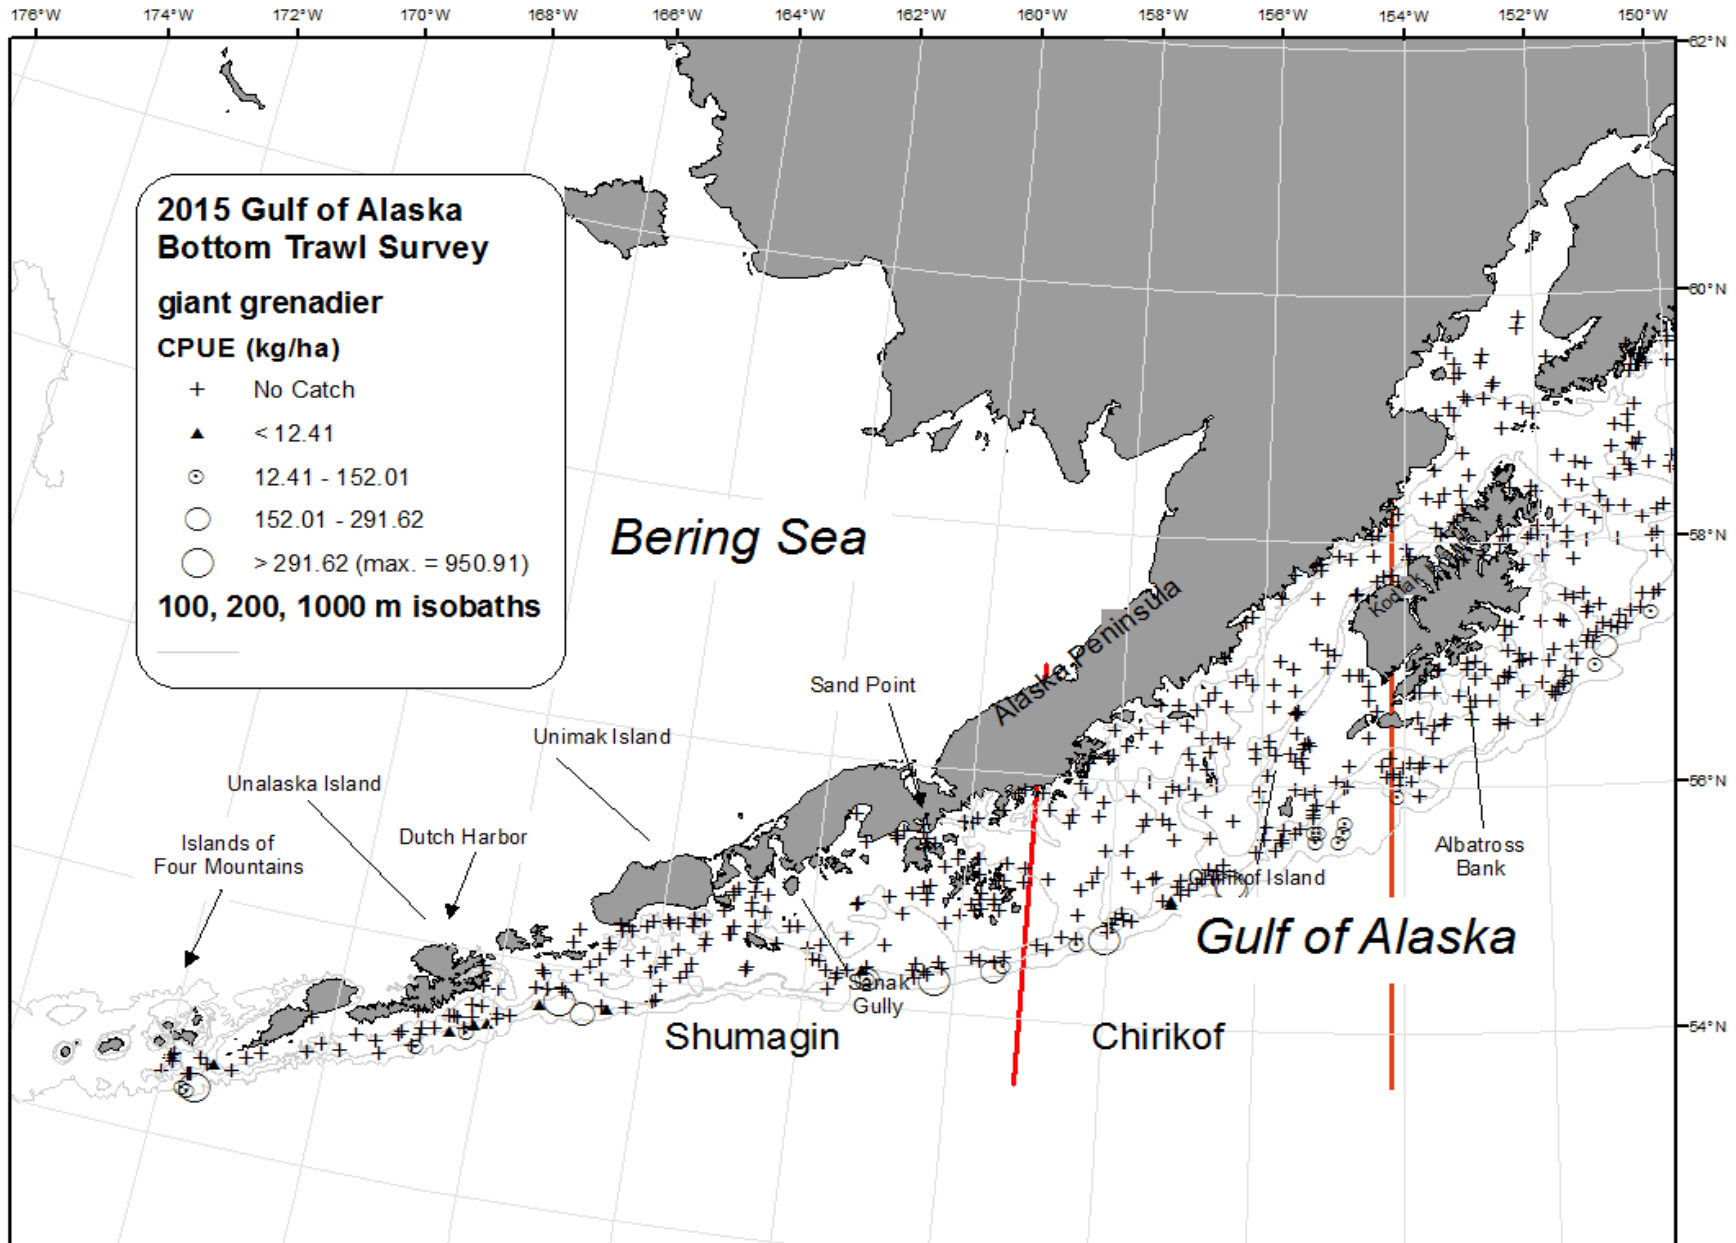 176°W 174°W 172°W 170°W 168°W 166°W 164°W 162°W 160°W 158°W 156°W 154°W 152°W 150°W
62°N
2015 Gulf of Alaska
Bottom Trawl Survey
giant grenadier
CPUE (kg/ha)
No Catch
< 12.41
12.41 - 152.01
152.01 - 291.62
> 291.62 (max. = 950.91)
100, 200, 1000 m isobaths
60°N
Bering Sea
58°N
Kodiak Island
Alaska Peninsula
Sand Point
Unimak Island
Unalaska Island
56°N
Dutch Harbor
Islands of
Four Mountains
Albatross
Bank
Chirikof Island
Gulf of Alaska
Sanak
Gully
Shumagin
Chirikof
54°N